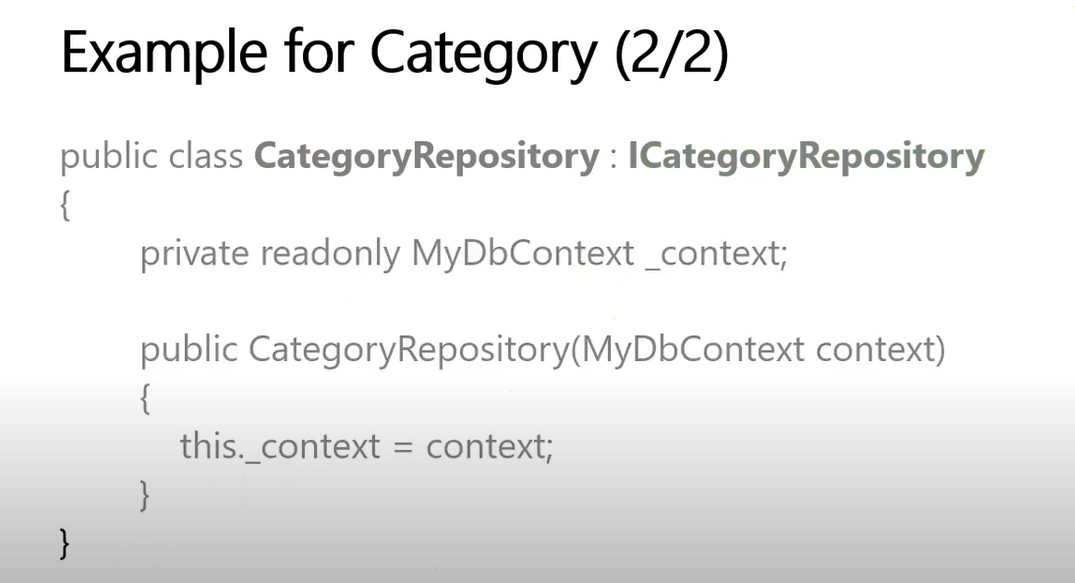 Example for Category (2/2)
public class CategoryRepository : ICategoryRepository
{
private readonly MyDbContext _context;
public CategoryRepository(MyDbContext context)
{
this._context = context;
}
}